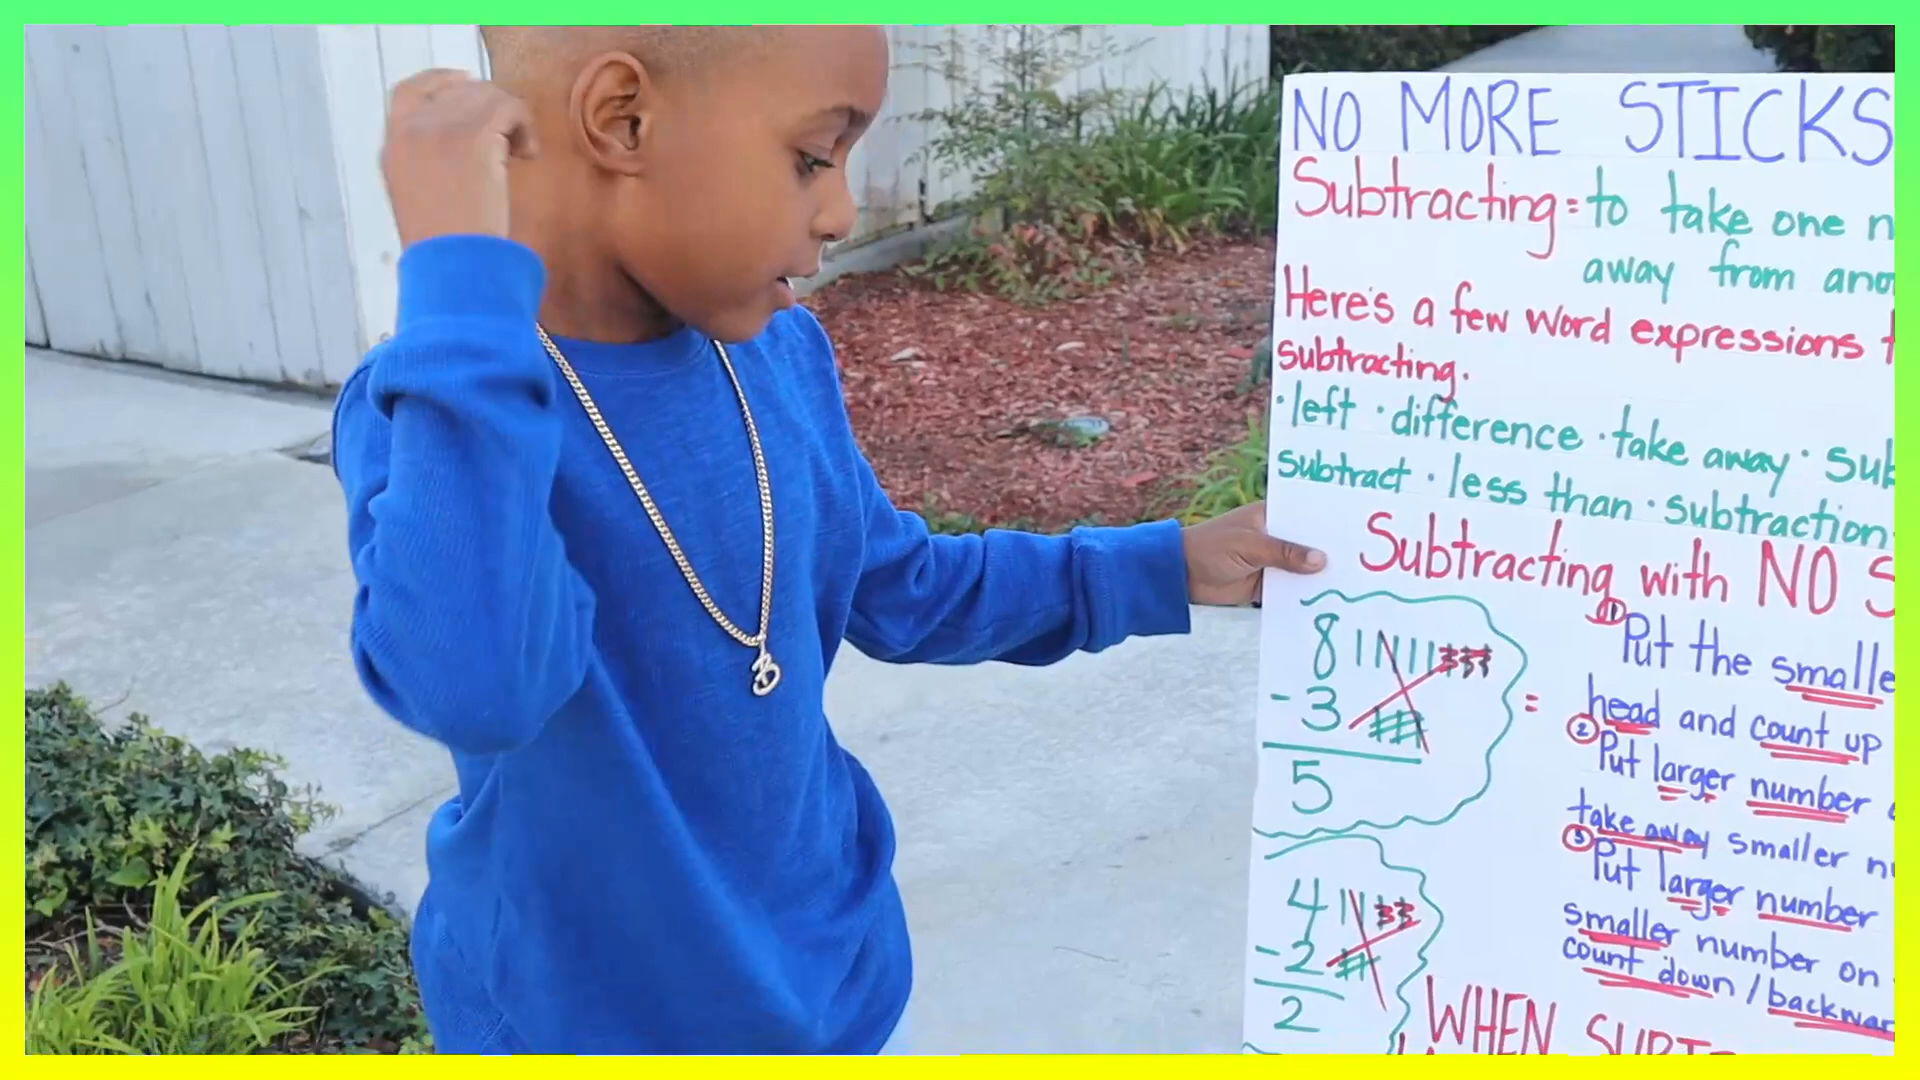 NO MORE STICKS
Subtracting = to take one
away from
Here's a few word expressions
subtracting.
· left · difference · take away ·
subtract · less than · subtraction
Subtracting with NO
8
- 3
5
=
① Put the
head and count up
② Put larger number
take away smaller
③ Put larger number
smaller number on
count down /
4
- 2
2
WHEN
B